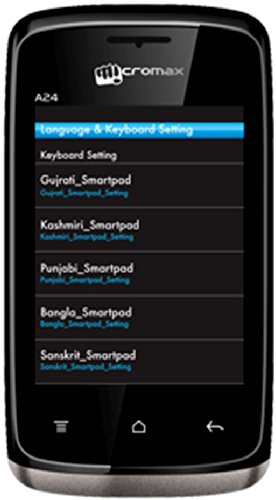 micromax
A24
Language & Keyboard Setting
Keyboard Setting
Gujrati_Smartpad
Gujrati_Smartpad_Setting
Kashmiri_Smartpad
Kashmiri_Smartpad_Setting
Punjabi_Smartpad
Punjabi_Smartpad_Setting
Bangla_Smartpad
Bangla_Smartpad_Setting
Sanskrit_Smartpad
Sanskrit_Smartpad_Setting